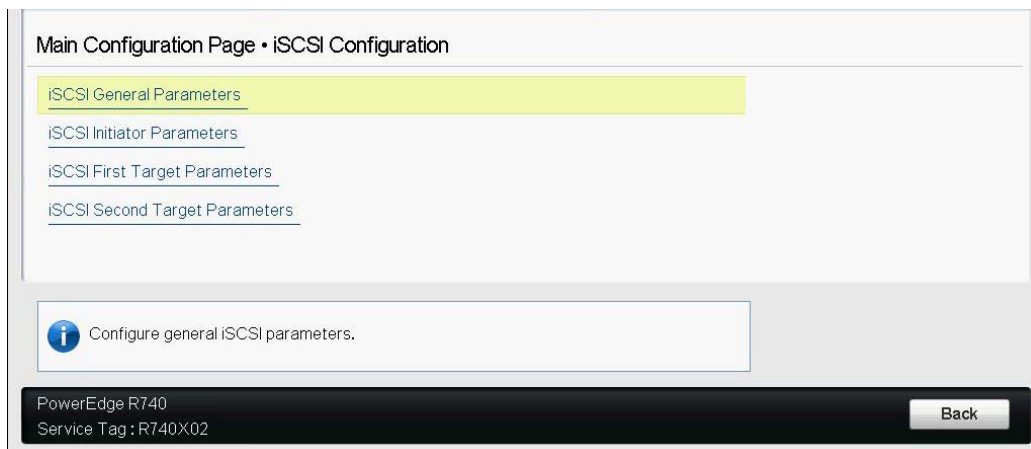 Main Configuration Page • iSCSI Configuration
iSCSI General Parameters
iSCSI Initiator Parameters
iSCSI First Target Parameters
iSCSI Second Target Parameters
Configure general iSCSI parameters.
PowerEdge R740
Service Tag : R740X02
Back